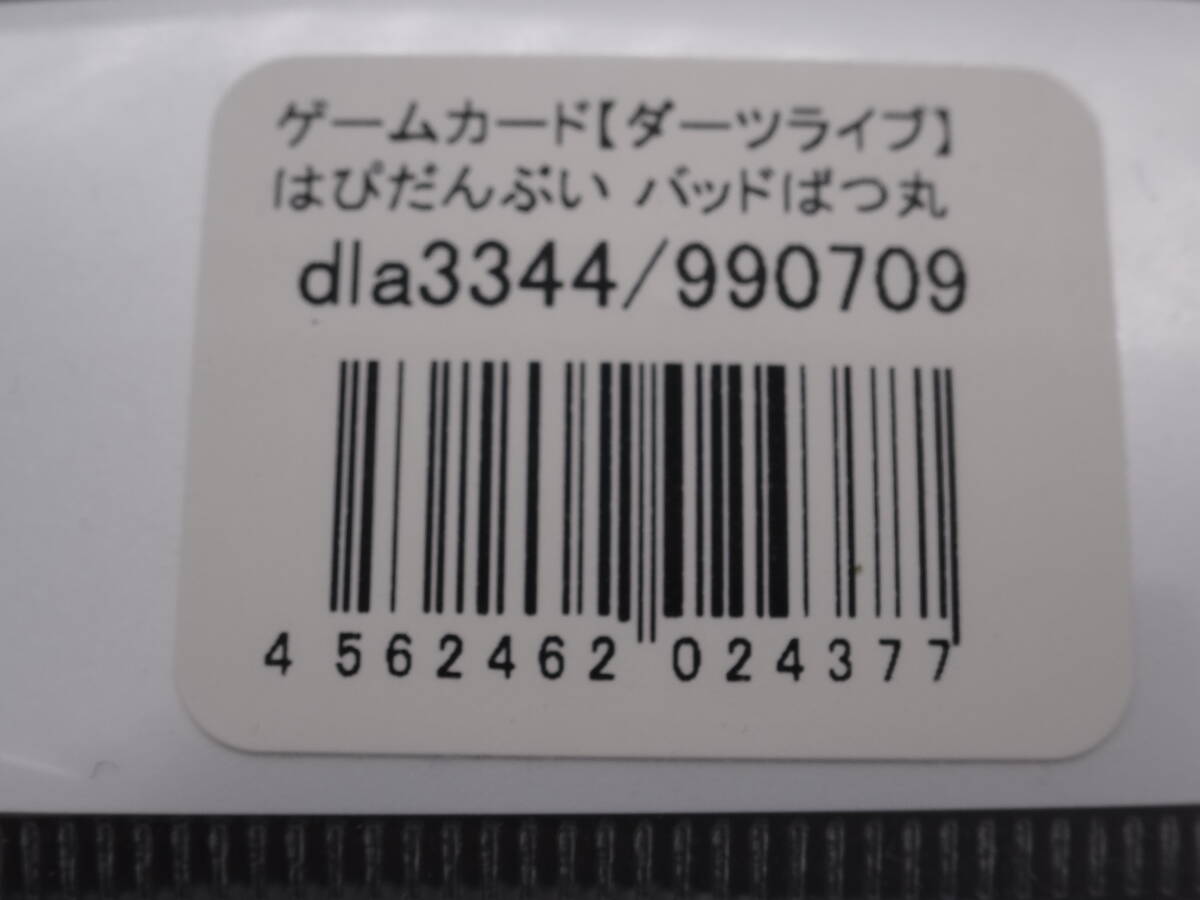 ゲームカード【ダーツライブ】
はぴだんぶい バッドばつ丸
dla3344/990709
4 562462 024377